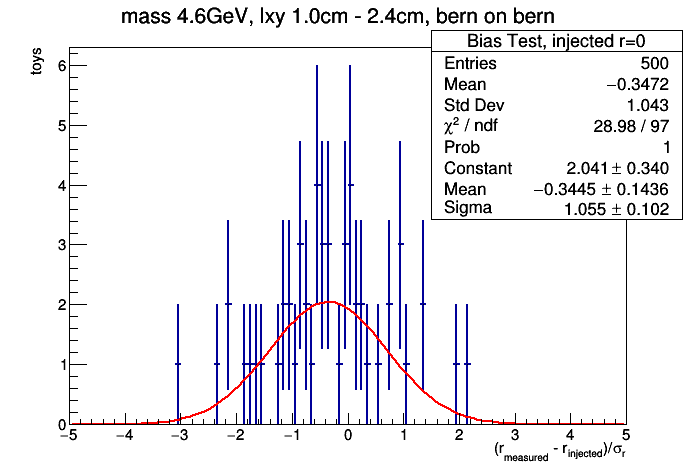 mass 4.6GeV, lxy 1.0cm - 2.4cm, bern on bern
Bias Test, injected r=0
Entries 500
Mean −0.3472
Std Dev 1.043
χ² / ndf 28.98 / 97
Prob 1
Constant 2.041 ± 0.340
Mean −0.3445 ± 0.1436
Sigma 1.055 ± 0.102
toys
6
5
4
3
2
1
0
−5 −4 −3 −2 −1 0 1 2 3 4 5
(r_measured - r_injected)/σ_r